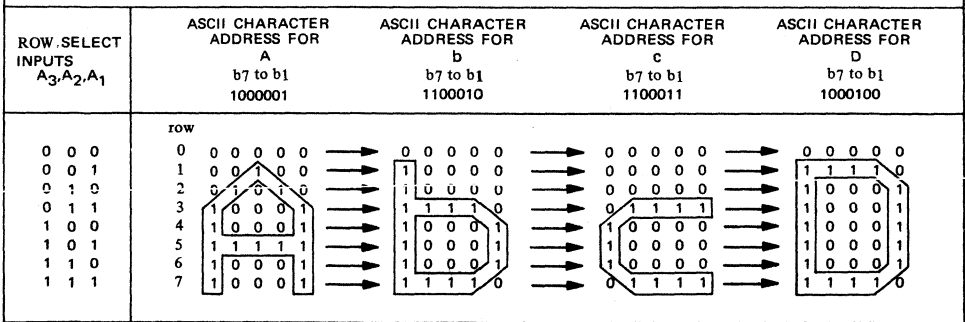 ROW SELECT INPUTS A3,A2,A1
ASCII CHARACTER ADDRESS FOR A b7 to b1 1000001
ASCII CHARACTER ADDRESS FOR b b7 to b1 1100010
ASCII CHARACTER ADDRESS FOR c b7 to b1 1100011
ASCII CHARACTER ADDRESS FOR D b7 to b1 1000100
row
0 0 0 0 0 0 0 0 0 0 0 0 0 0 0 0 0 0 0 0 0 0 0 0
0 0 1 1 0 0 1 0 0 1 0 0 0 0 0 0 0 0 0 1 1 1 1 0
0 1 0 2 0 1 0 1 0 1 0 0 0 0 0 0 0 0 0 1 0 0 0 1
0 1 1 3 1 0 0 0 1 1 1 1 1 0 0 1 1 1 1 1 0 0 0 1
1 0 0 4 1 0 0 0 1 1 0 0 0 1 1 0 0 0 0 1 0 0 0 1
1 0 1 5 1 1 1 1 1 1 0 0 0 1 1 0 0 0 0 1 0 0 0 1
1 1 0 6 1 0 0 0 1 1 0 0 0 1 1 0 0 0 0 1 0 0 0 1
1 1 1 7 1 0 0 0 1 1 1 1 1 0 0 1 1 1 1 1 1 1 1 0